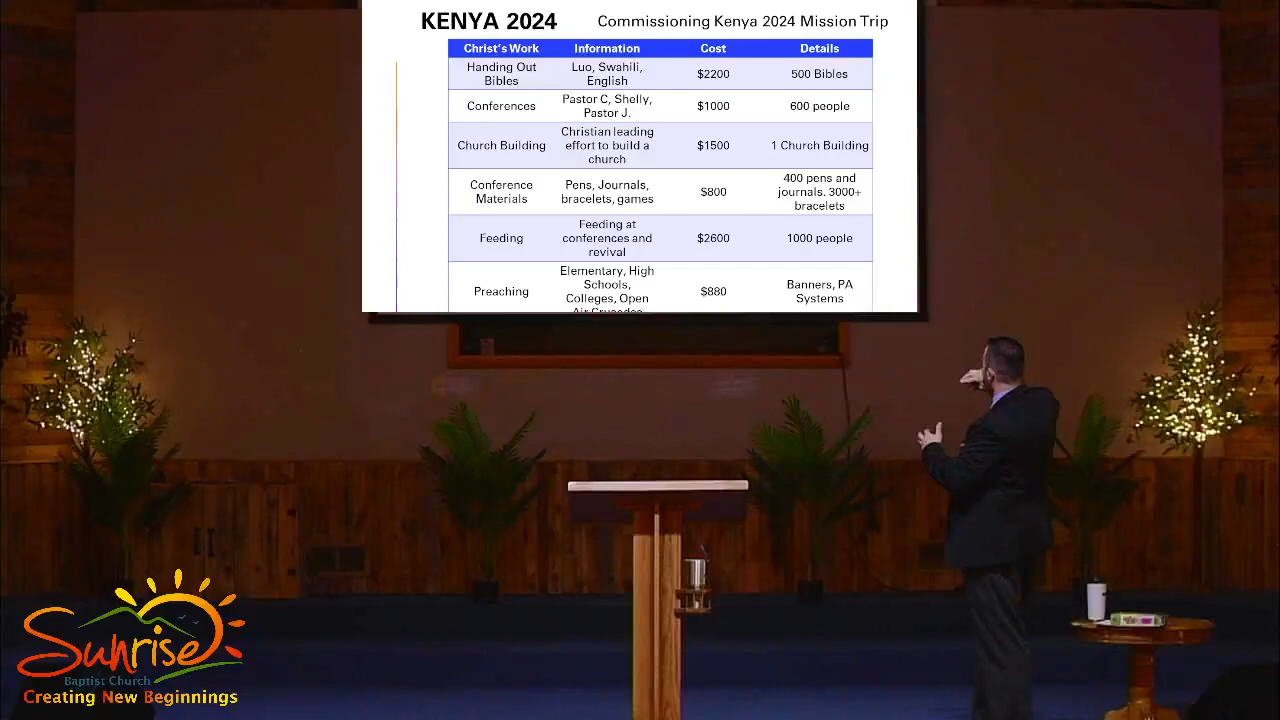 KENYA 2024 Commissioning Kenya 2024 Mission Trip
Christ's Work Information Cost Details
Handing Out Bibles Luo, Swahili, English $2200 500 Bibles
Conferences Pastor C, Shelly, Pastor J. $1000 600 people
Church Building Christian leading effort to build a church $1500 1 Church Building
Conference Materials Pens, Journals, bracelets, games $800 400 pens and journals. 3000+ bracelets
Feeding Feeding at conferences and revival $2600 1000 people
Preaching Elementary, High Schools, Colleges, Open Air Crusades $880 Banners, PA Systems
Sunrise
Baptist Church
Creating New Beginnings